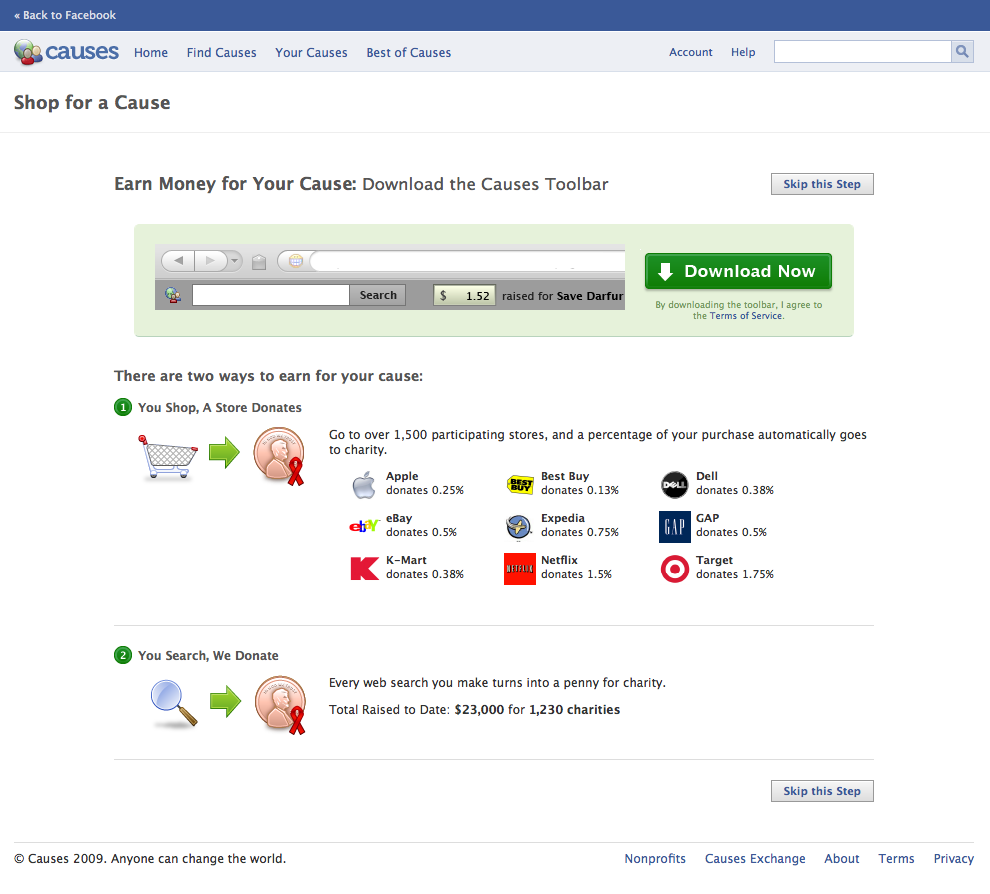 « Back to Facebook
causes Home Find Causes Your Causes Best of Causes Account Help
Shop for a Cause
Earn Money for Your Cause: Download the Causes Toolbar Skip this Step
Search $ 1.52 raised for Save Darfur
Download Now
By downloading the toolbar, I agree to
the Terms of Service.
There are two ways to earn for your cause:
1 You Shop, A Store Donates
Go to over 1,500 participating stores, and a percentage of your purchase automatically goes
to charity.
Apple
donates 0.25%
BEST BUY Best Buy
donates 0.13%
DELL Dell
donates 0.38%
ebY eBay
donates 0.5%
Expedia
donates 0.75%
GAP GAP
donates 0.5%
K K-Mart
donates 0.38%
NETFLIX Netflix
donates 1.5%
Target
donates 1.75%
2 You Search, We Donate
Every web search you make turns into a penny for charity.
Total Raised to Date: $23,000 for 1,230 charities
Skip this Step
© Causes 2009. Anyone can change the world. Nonprofits Causes Exchange About Terms Privacy